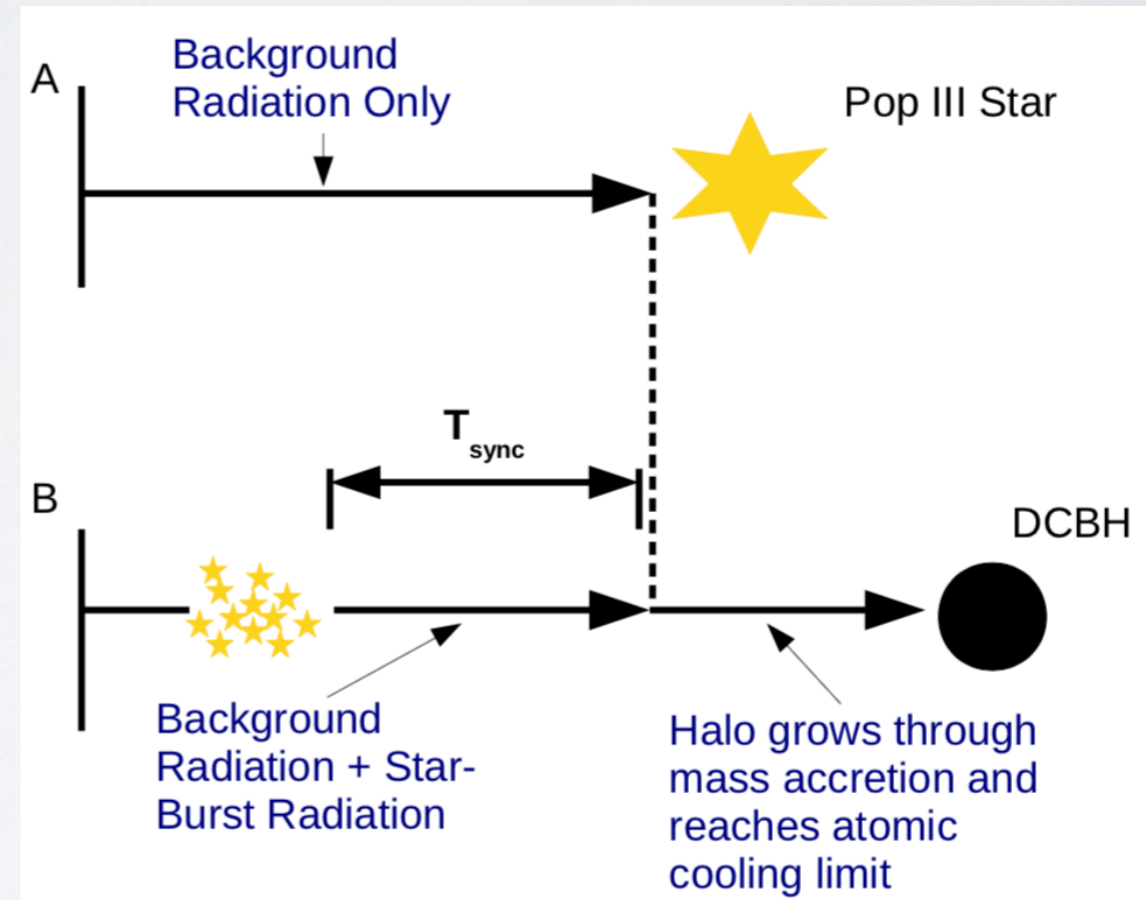 A
Background
Radiation Only
Pop III Star
T sync
B
DCBH
Background
Radiation + Star-
Burst Radiation
Halo grows through
mass accretion and
reaches atomic
cooling limit